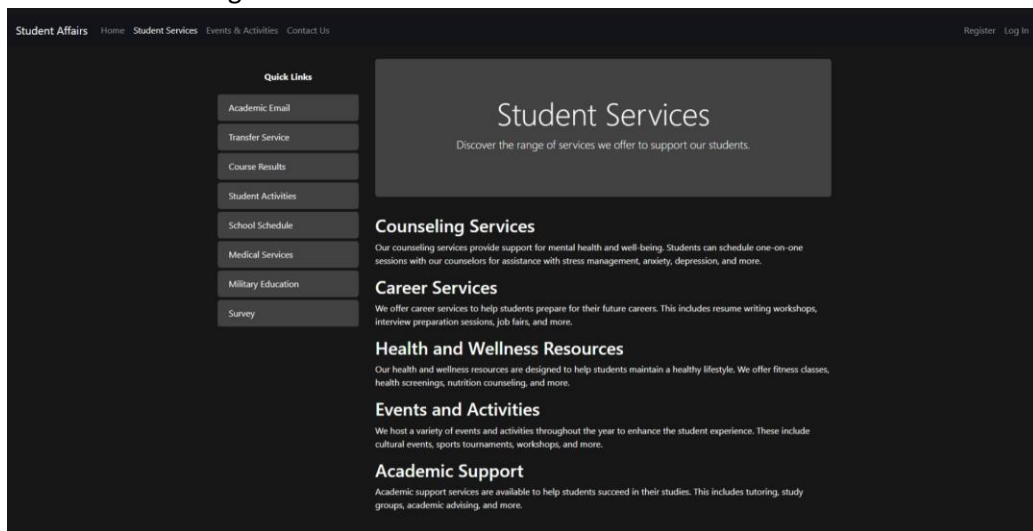 Student Affairs Home Student Services Events & Activities Contact Us Register Log In
Quick Links
Academic Email
Transfer Service
Course Results
Student Activities
School Schedule
Medical Services
Military Education
Survey
Student Services
Discover the range of services we offer to support our students.
Counseling Services
Our counseling services provide support for mental health and well-being. Students can schedule one-on-one
sessions with our counselors for assistance with stress management, anxiety, depression, and more.
Career Services
We offer career services to help students prepare for their future careers. This includes resume writing workshops,
interview preparation sessions, job fairs, and more.
Health and Wellness Resources
Our health and wellness resources are designed to help students maintain a healthy lifestyle. We offer fitness classes,
health screenings, nutrition counseling, and more.
Events and Activities
We host a variety of events and activities throughout the year to enhance the student experience. These include
cultural events, sports tournaments, workshops, and more.
Academic Support
Academic support services are available to help students succeed in their studies. This includes tutoring, study
groups, academic advising, and more.